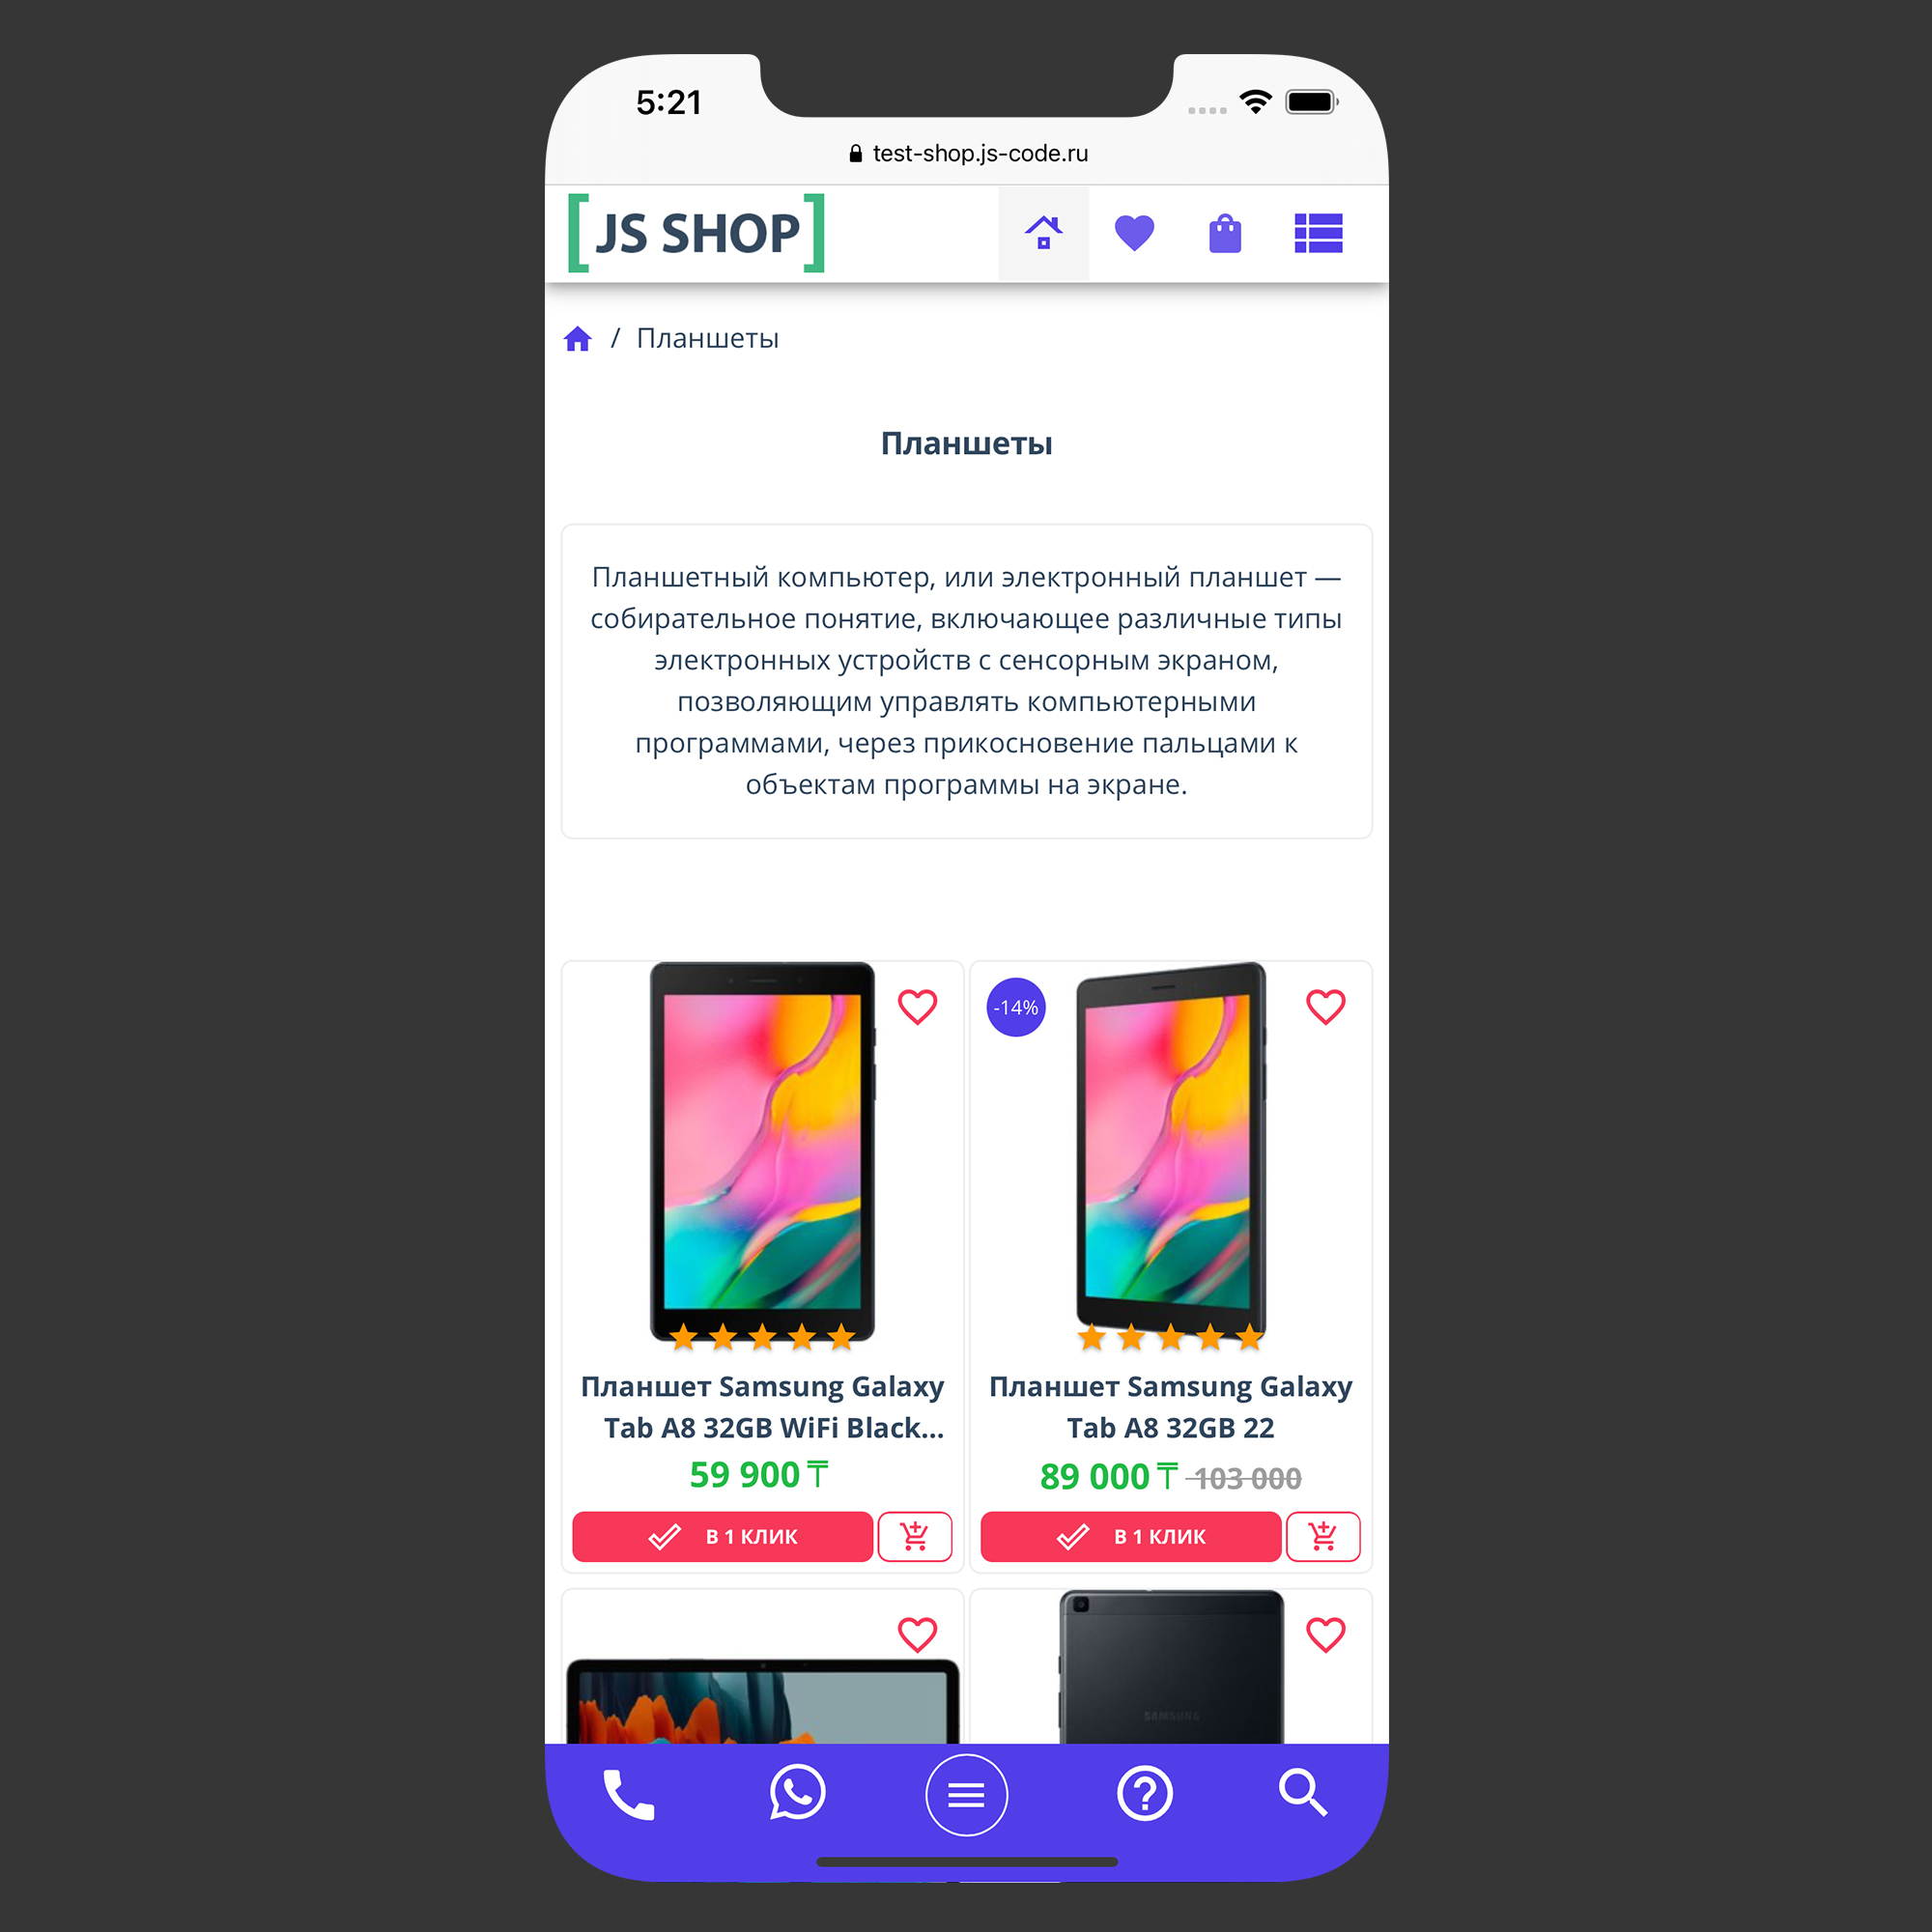 5:21
test-shop.js-code.ru
[JS SHOP]
/ Планшеты
Планшеты
Планшетный компьютер, или электронный планшет —
собирательное понятие, включающее различные типы
электронных устройств с сенсорным экраном,
позволяющим управлять компьютерными
программами, через прикосновение пальцами к
объектам программы на экране.
-14%
Планшет Samsung Galaxy
Tab A8 32GB WiFi Black...
59 900 ₸
В 1 КЛИК
Планшет Samsung Galaxy
Tab A8 32GB 22
89 000 ₸ 103 000
В 1 КЛИК
SAMSUNG